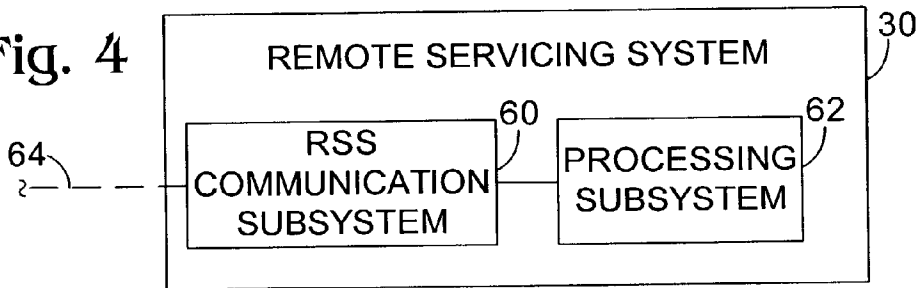 Fig. 4
REMOTE SERVICING SYSTEM
30
60
62
64
RSS
COMMUNICATION
SUBSYSTEM
PROCESSING
SUBSYSTEM